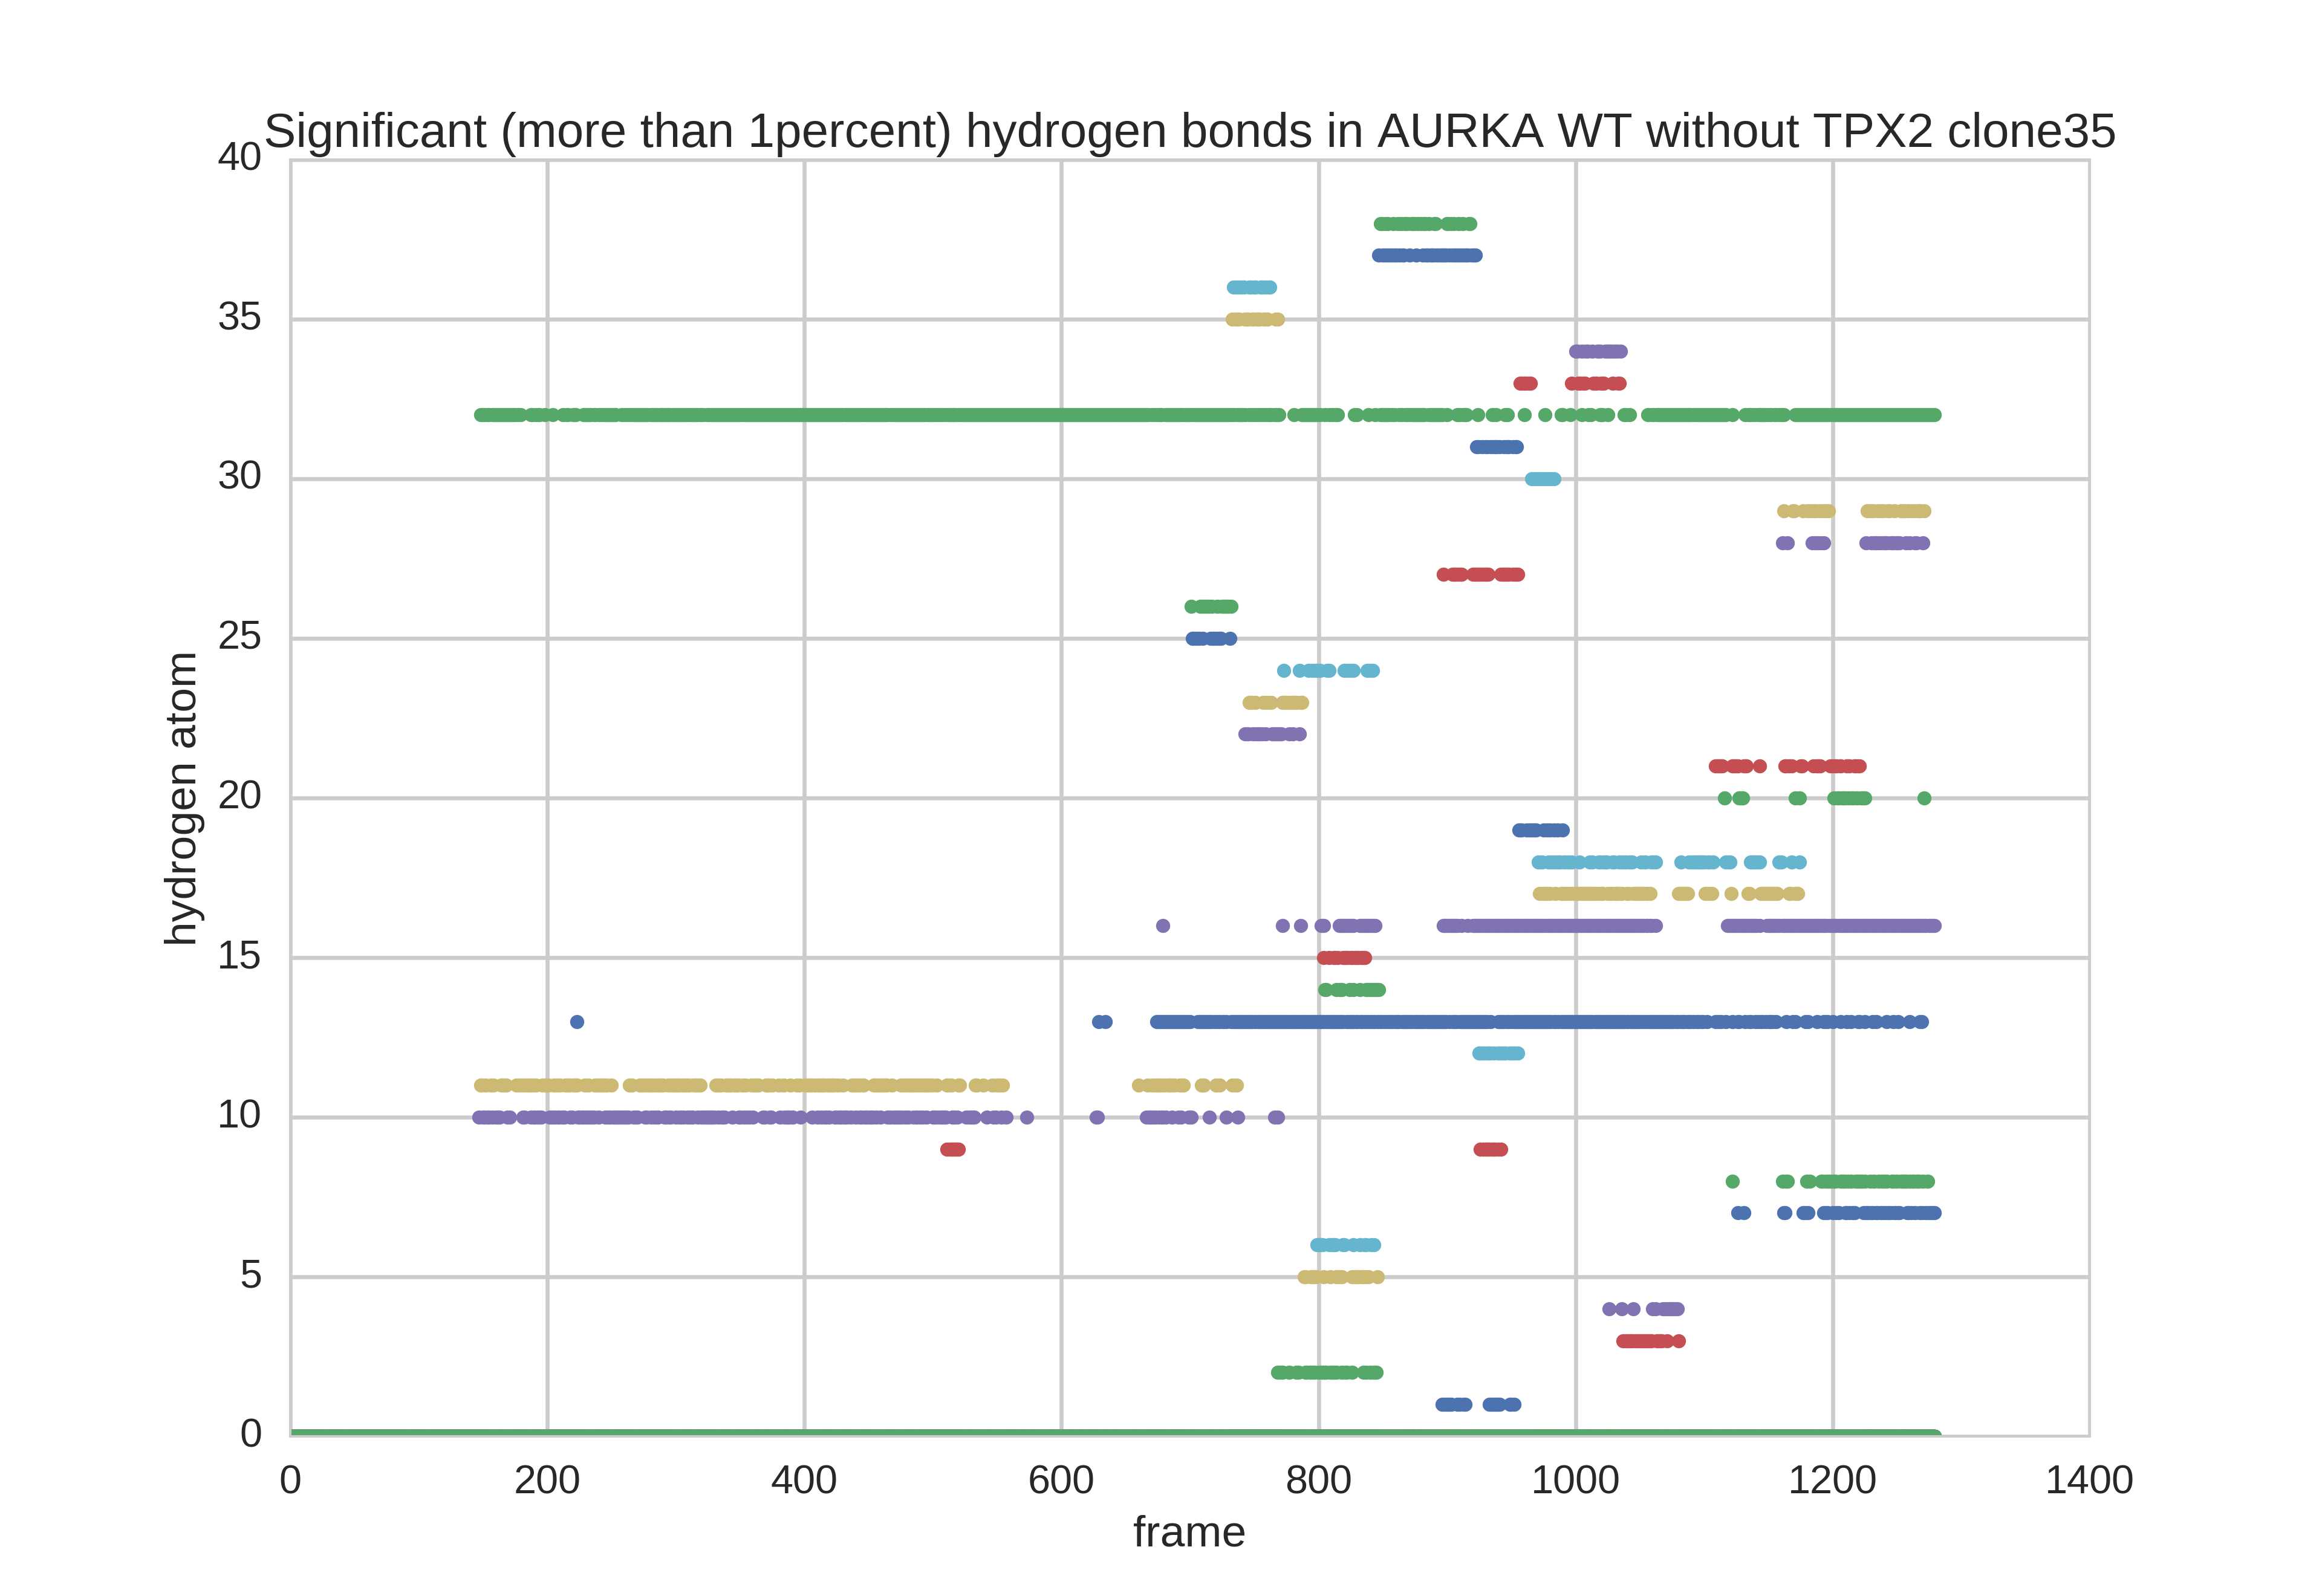 Significant (more than 1percent) hydrogen bonds in AURKA WT without TPX2 clone35
40
35
30
25
20
15
10
5
0
hydrogen atom
0 200 400 600 800 1000 1200 1400
frame